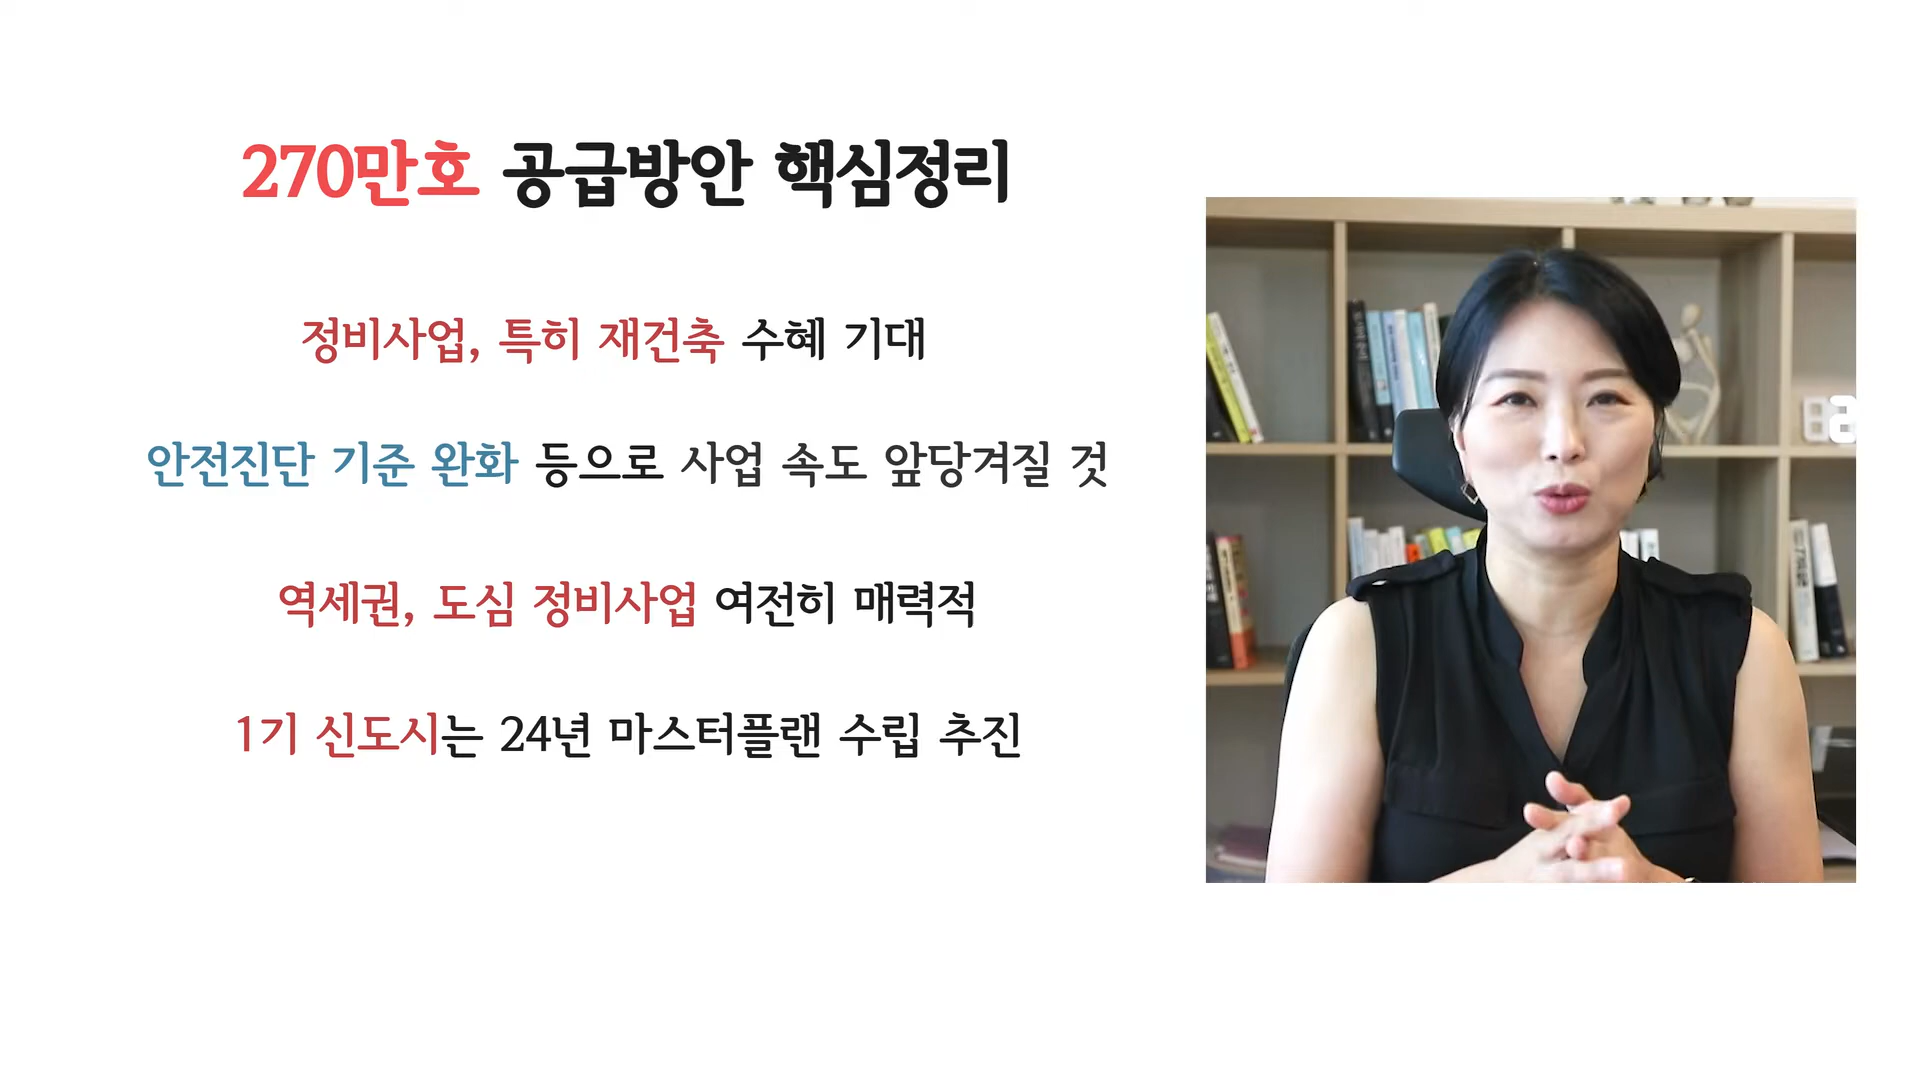 270만호 공급방안 핵심정리
정비사업, 특히 재건축 수혜 기대
안전진단 기준 완화 등으로 사업 속도 앞당겨질 것
역세권, 도심 정비사업 여전히 매력적
1기 신도시는 24년 마스터플랜 수립 추진